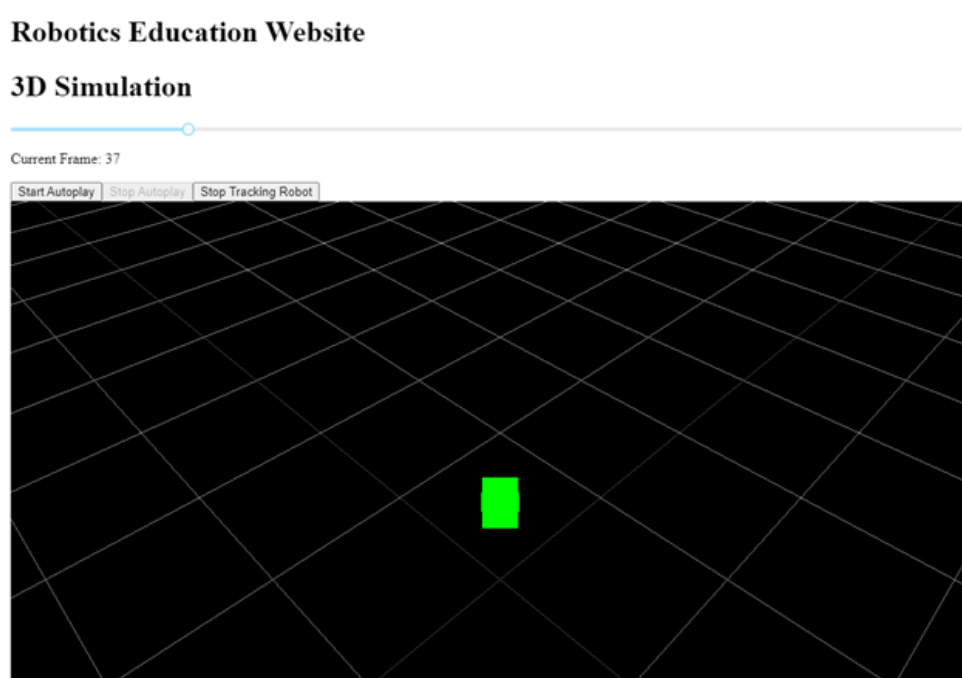 Robotics Education Website
3D Simulation
Current Frame: 37
Start Autoplay Stop Autoplay Stop Tracking Robot